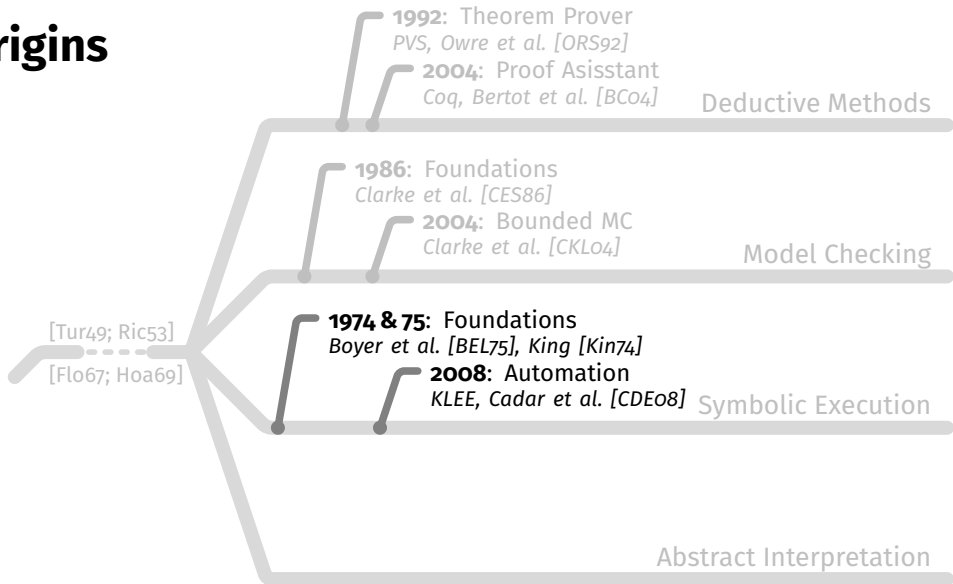 rigins
1992: Theorem Prover
PVS, Owre et al. [ORS92]
2004: Proof Asisstant
Coq, Bertot et al. [BC04]
Deductive Methods
1986: Foundations
Clarke et al. [CES86]
2004: Bounded MC
Clarke et al. [CKL04]
Model Checking
[Tur49; Ric53]
[Flo67; Hoa69]
1974 & 75: Foundations
Boyer et al. [BEL75], King [Kin74]
2008: Automation
KLEE, Cadar et al. [CDE08]
Symbolic Execution
Abstract Interpretation